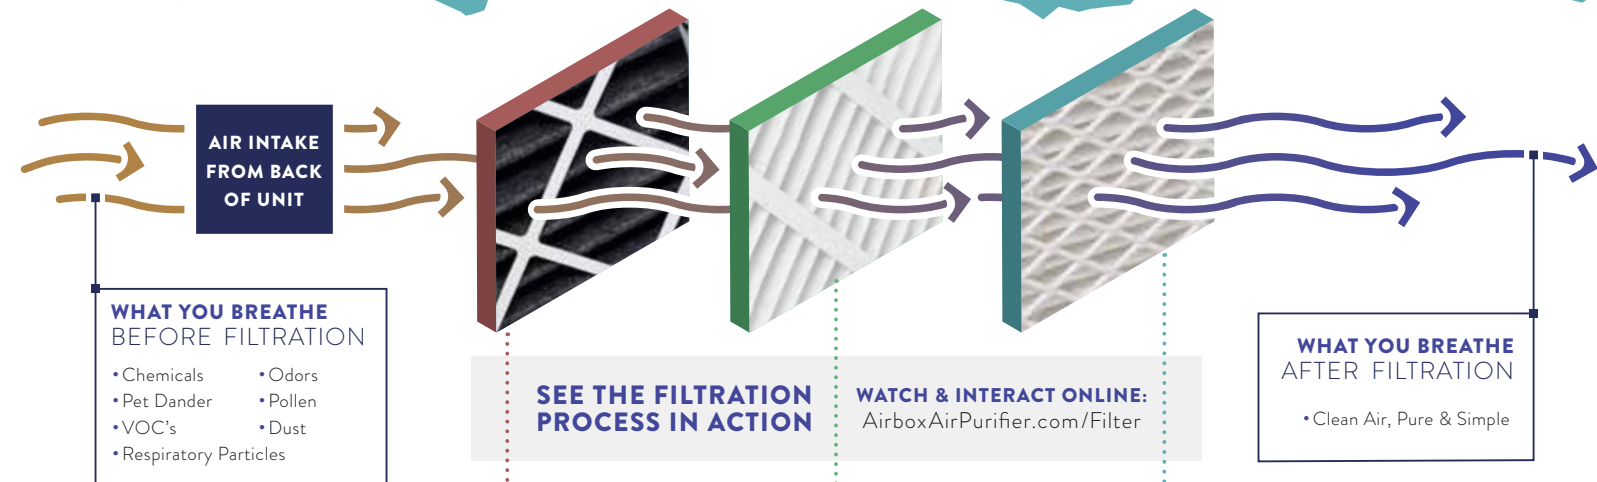 AIR INTAKE
FROM BACK
OF UNIT
WHAT YOU BREATHE
BEFORE FILTRATION
• Chemicals
• Odors
• Pet Dander
• Pollen
• VOC's
• Dust
• Respiratory Particles
SEE THE FILTRATION
PROCESS IN ACTION
WATCH & INTERACT ONLINE:
AirboxAirPurifier.com/Filter
WHAT YOU BREATHE
AFTER FILTRATION
• Clean Air, Pure & Simple